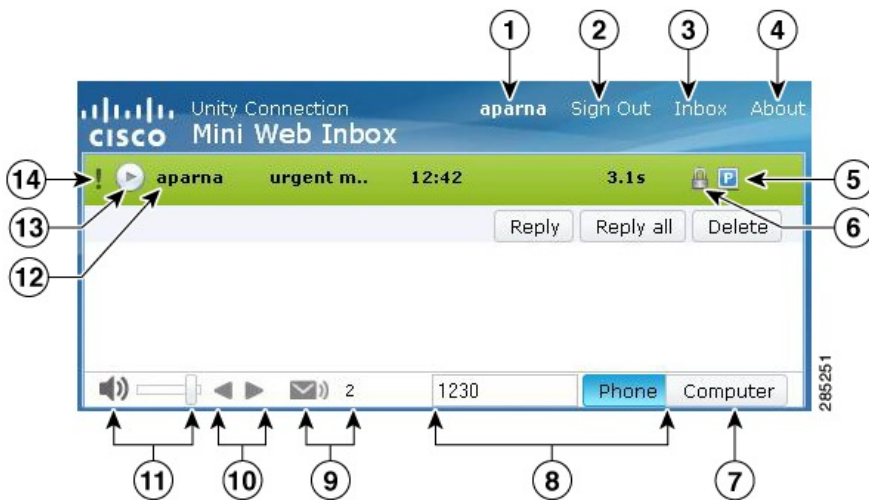 1 2 3 4
Unity Connection
CISCO Mini Web Inbox
aparna Sign Out Inbox About
14 ! aparna urgent m.. 12:42 3.1s P 5
13 6
12
Reply Reply all Delete
2 1230 Phone Computer
285251
11 10 9 8 7